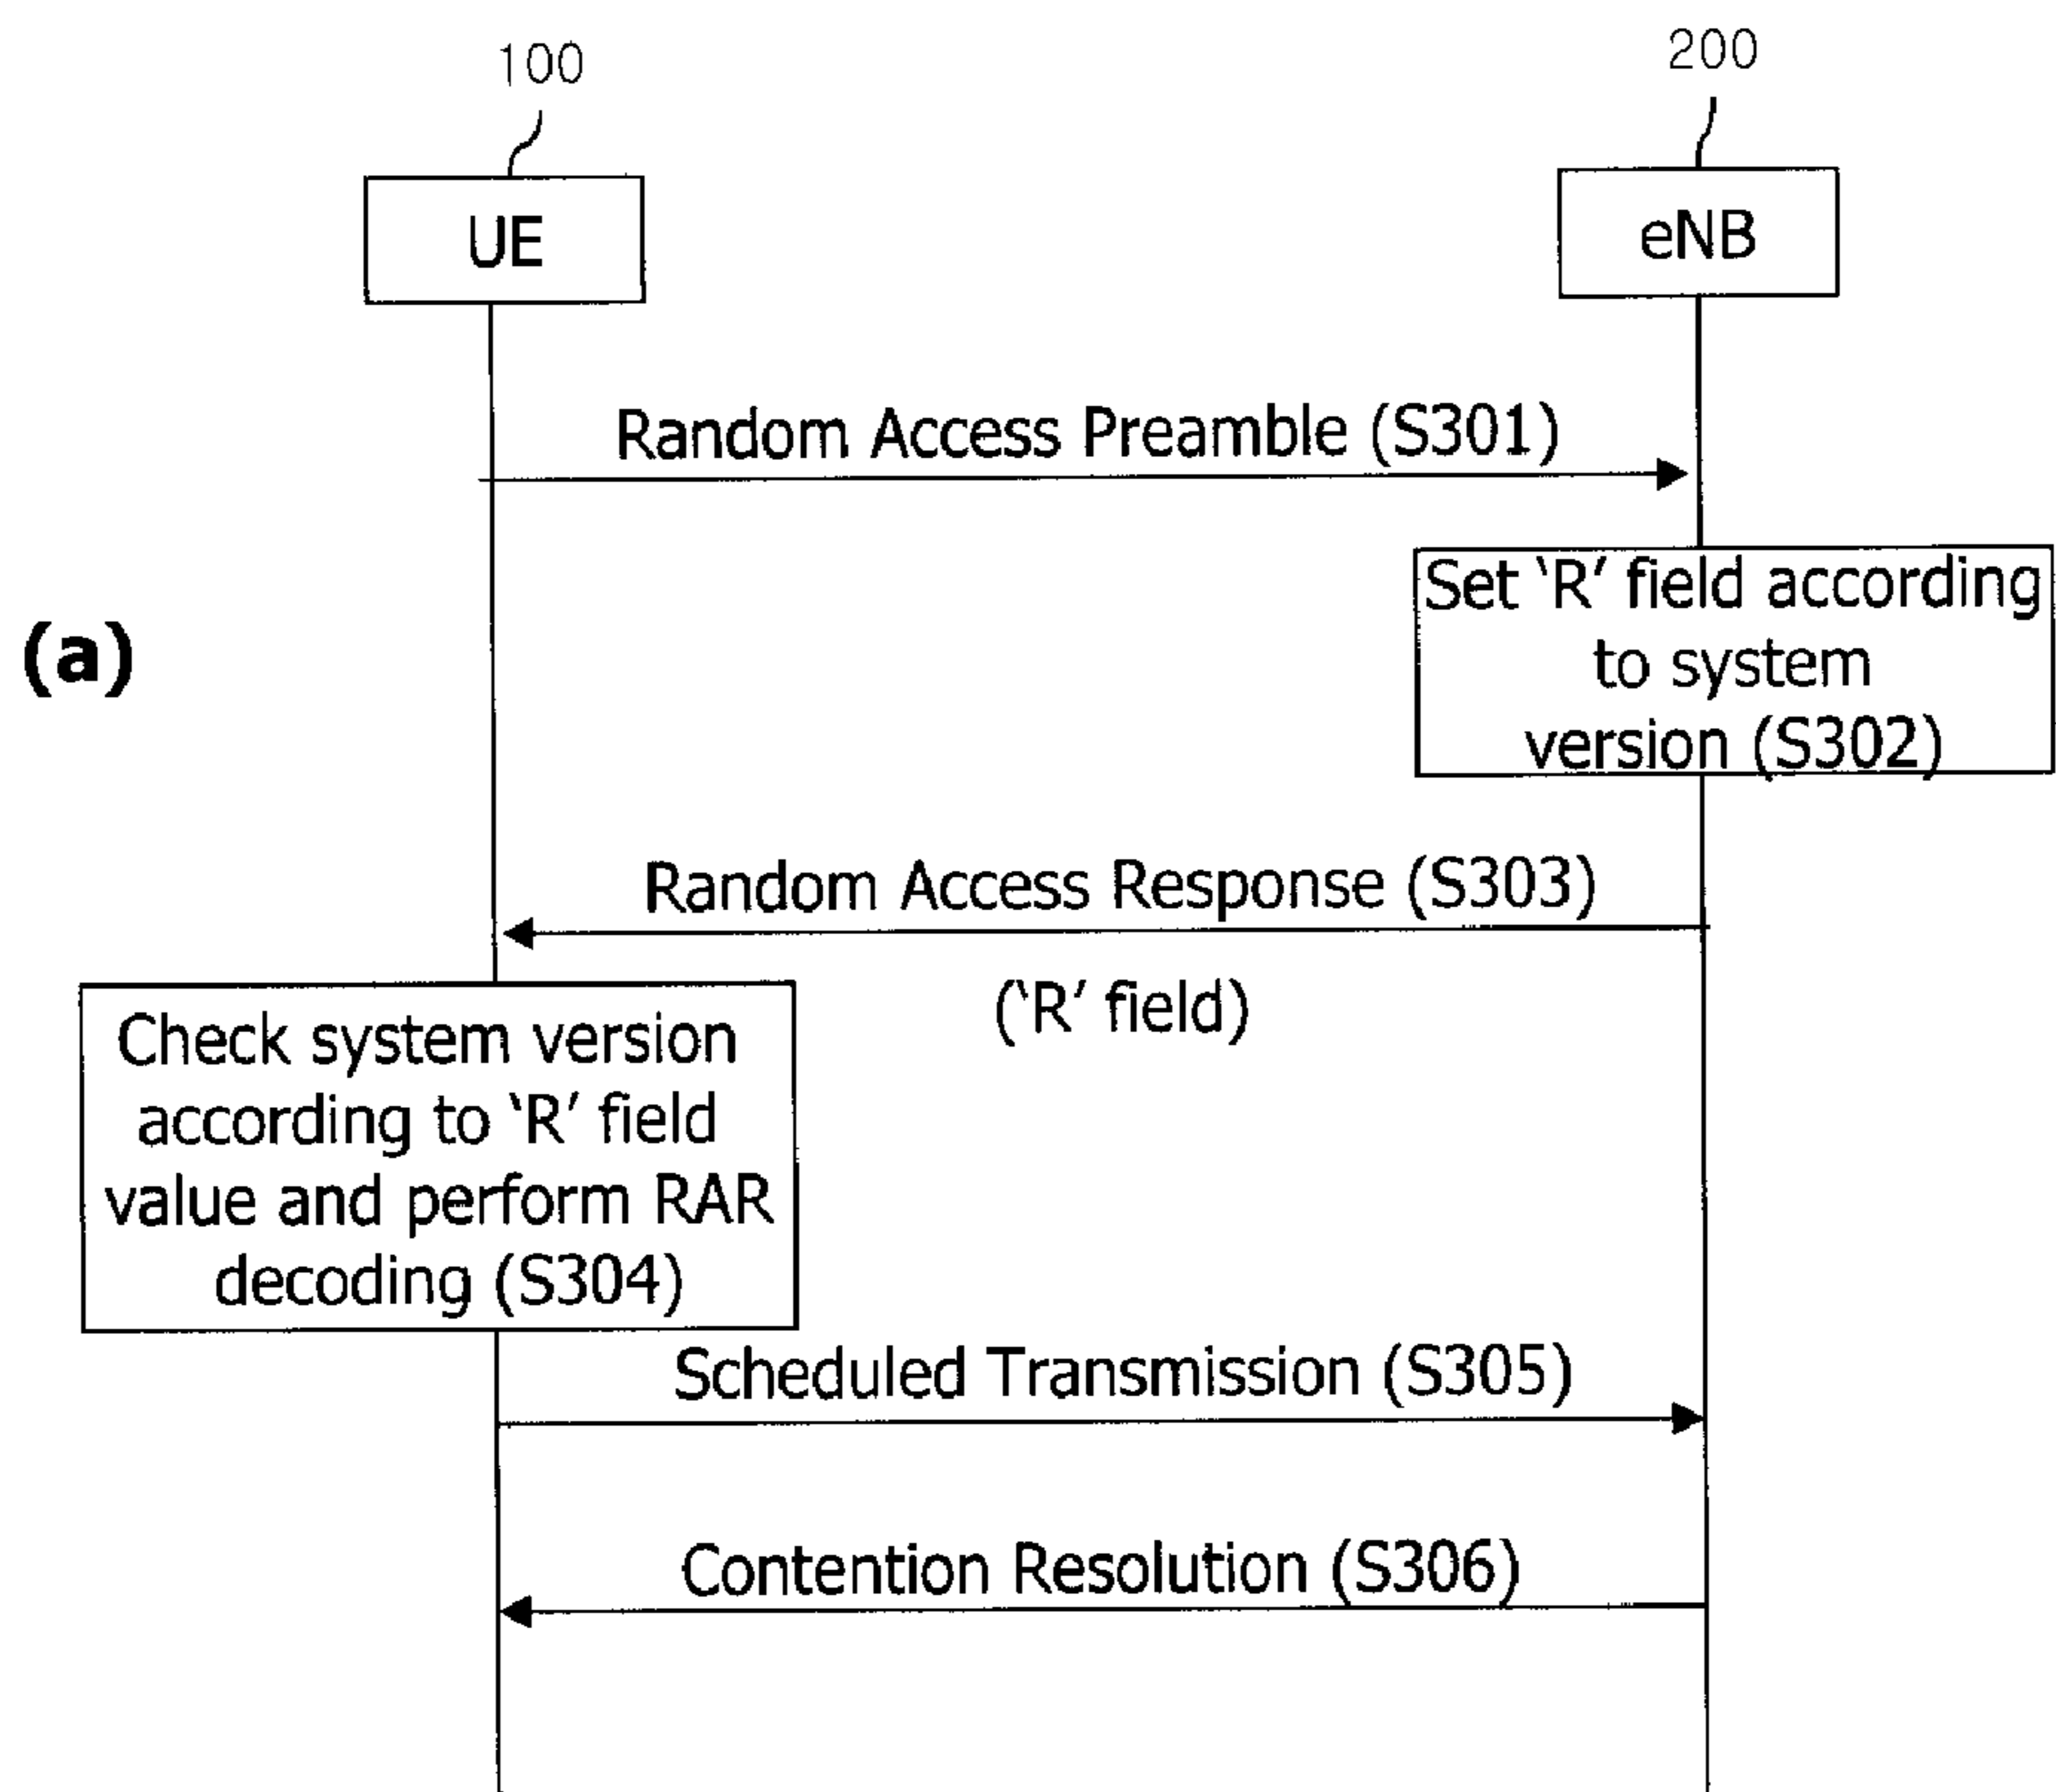 100
200
UE
eNB
Random Access Preamble (S301)
Set ‘R’ field according
to system
version (S302)
(a)
Random Access Response (S303)
(‘R’ field)
Check system version
according to ‘R’ field
value and perform RAR
decoding (S304)
Scheduled Transmission (S305)
Contention Resolution (S306)